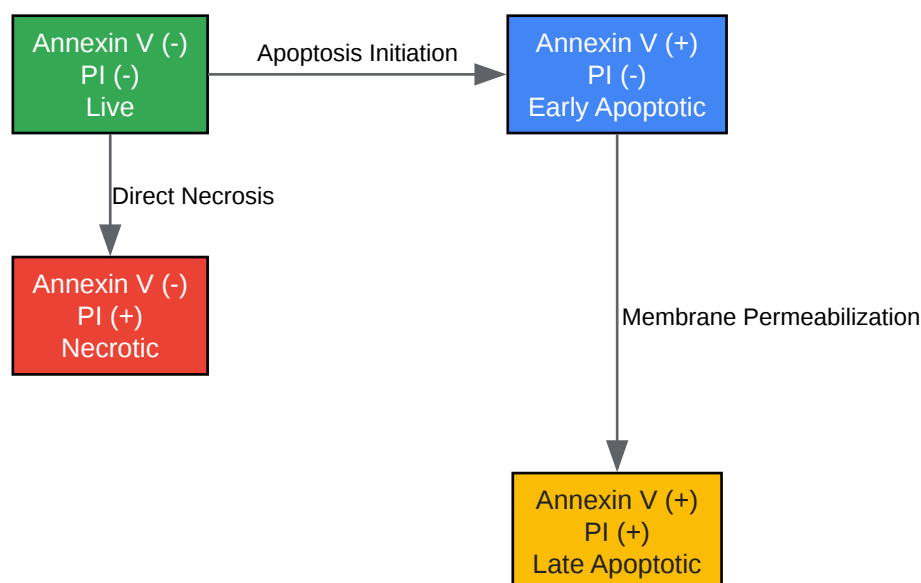 Annexin V (-)
PI (-)
Live
Apoptosis Initiation
Annexin V (+)
PI (-)
Early Apoptotic
Direct Necrosis
Annexin V (-)
PI (+)
Necrotic
Membrane Permeabilization
Annexin V (+)
PI (+)
Late Apoptotic